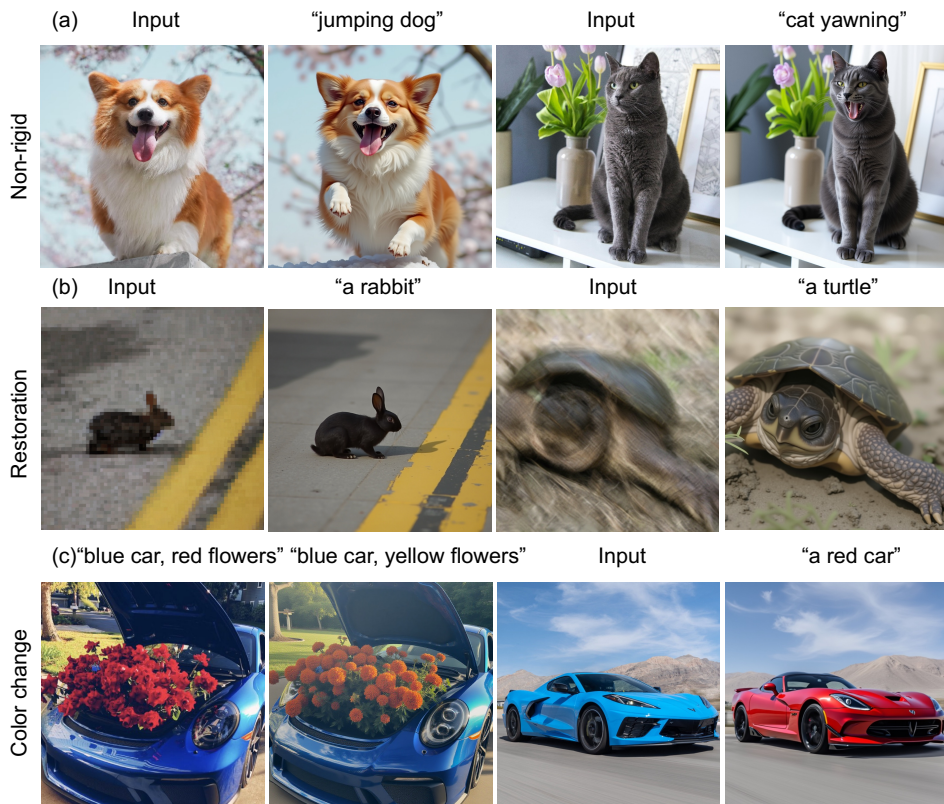 (a) Input “jumping dog” Input “cat yawning”
Non-rigid
(b) Input “a rabbit” Input “a turtle”
Restoration
(c)“blue car, red flowers” “blue car, yellow flowers” Input “a red car”
Color change